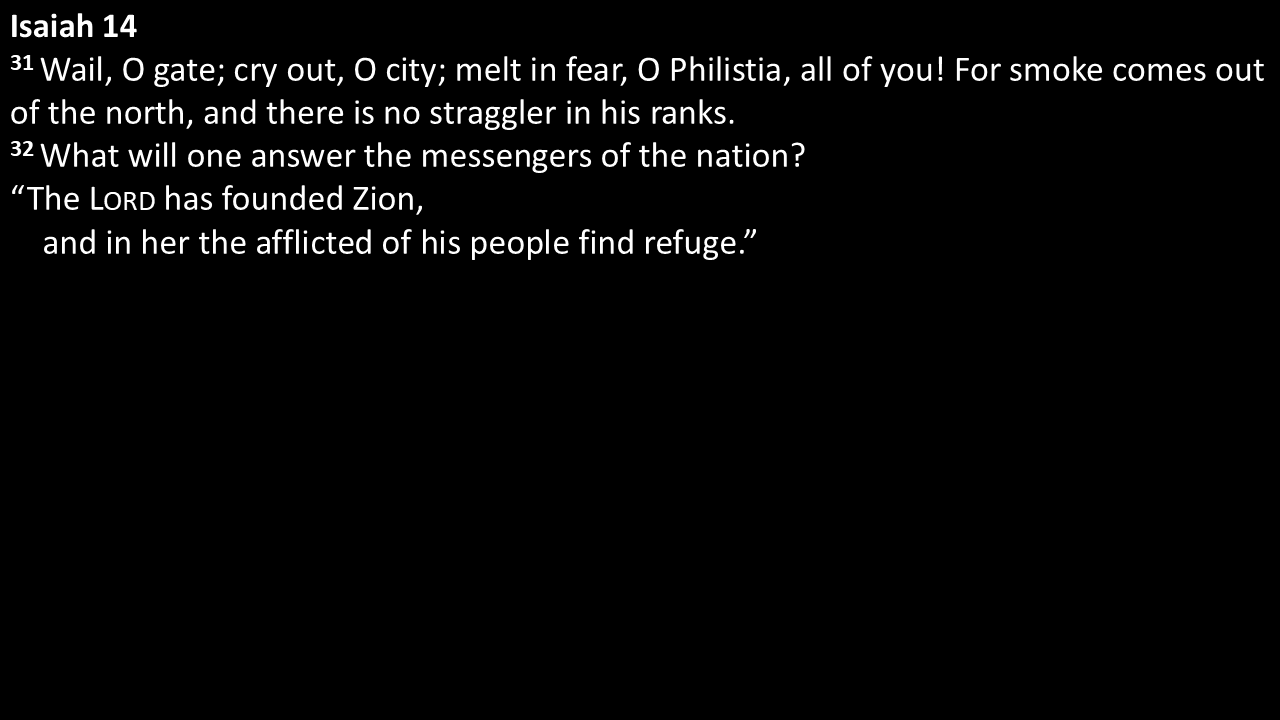 Isaiah 14
31 Wail, O gate; cry out, O city; melt in fear, O Philistia, all of you! For smoke comes out
of the north, and there is no straggler in his ranks.
32 What will one answer the messengers of the nation?
“The LORD has founded Zion,
and in her the afflicted of his people find refuge.”